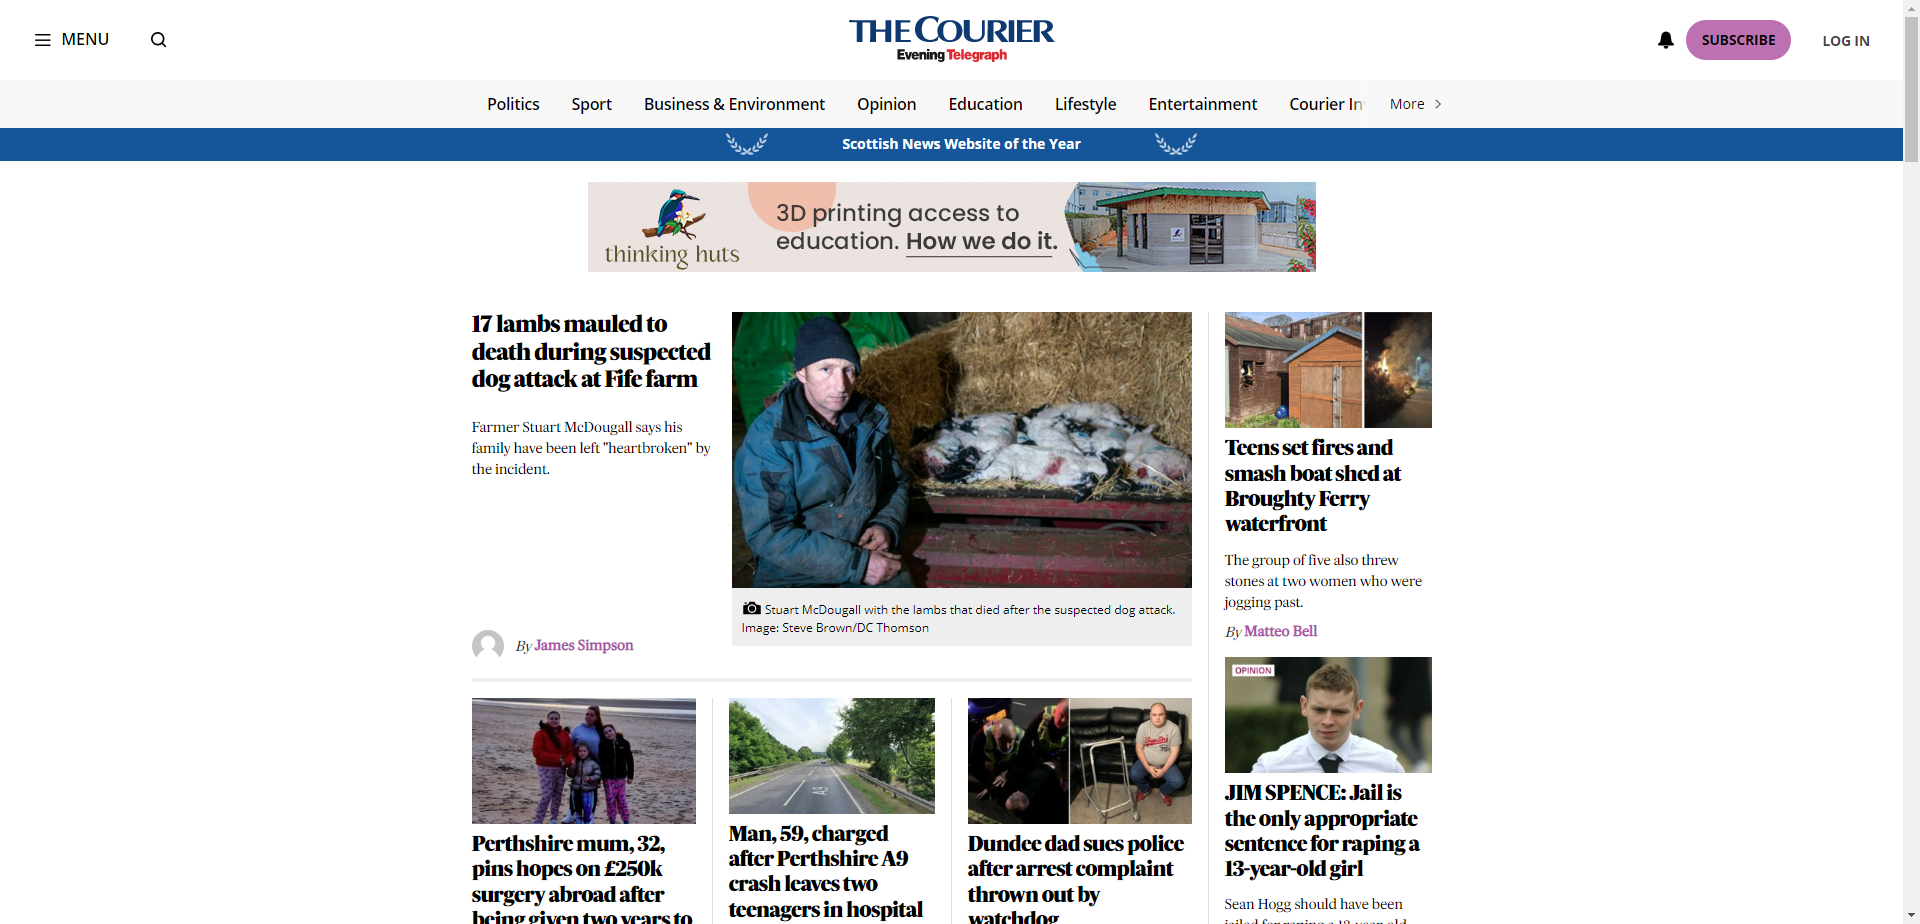 MENU
THE COURIER
Evening Telegraph
SUBSCRIBE
LOG IN
Politics Sport Business & Environment Opinion Education Lifestyle Entertainment Courier In More
Scottish News Website of the Year
thinking huts
3D printing access to
education. How we do it.
17 lambs mauled to
death during suspected
dog attack at Fife farm
Farmer Stuart McDougall says his
family have been left "heartbroken" by
the incident.
By James Simpson
Stuart McDougall with the lambs that died after the suspected dog attack.
Image: Steve Brown/DC Thomson
Teens set fires and
smash boat shed at
Broughty Ferry
waterfront
The group of five also threw
stones at two women who were
jogging past.
By Matteo Bell
OPINION
JIM SPENCE: Jail is
the only appropriate
sentence for raping a
13-year-old girl
Sean Hogg should have been
jailed for raping a 13-year-old
Perthshire mum, 32,
pins hopes on £250k
surgery abroad after
being given two years to
A9
Man, 59, charged
after Perthshire A9
crash leaves two
teenagers in hospital
Dundee dad sues police
after arrest complaint
thrown out by
watchdog